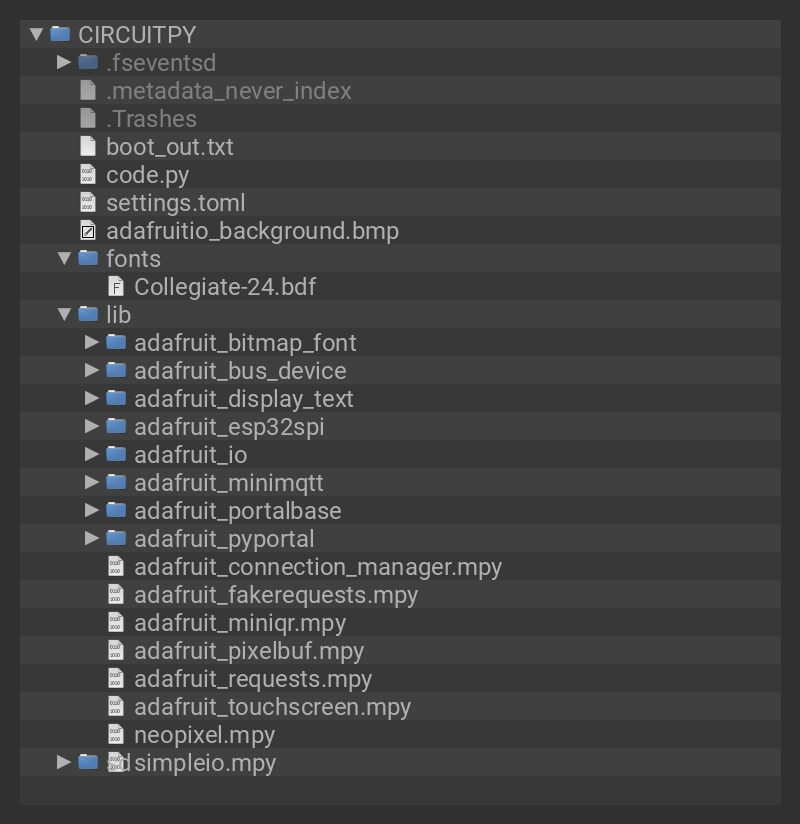 CIRCUITPY
.fseventsd
.metadata_never_index
.Trashes
boot_out.txt
code.py
settings.toml
adafruitio_background.bmp
fonts
Collegiate-24.bdf
lib
adafruit_bitmap_font
adafruit_bus_device
adafruit_display_text
adafruit_esp32spi
adafruit_io
adafruit_minimqtt
adafruit_portalbase
adafruit_pyportal
adafruit_connection_manager.mpy
adafruit_fakerequests.mpy
adafruit_miniqr.mpy
adafruit_pixelbuf.mpy
adafruit_requests.mpy
adafruit_touchscreen.mpy
neopixel.mpy
sd simpleio.mpy